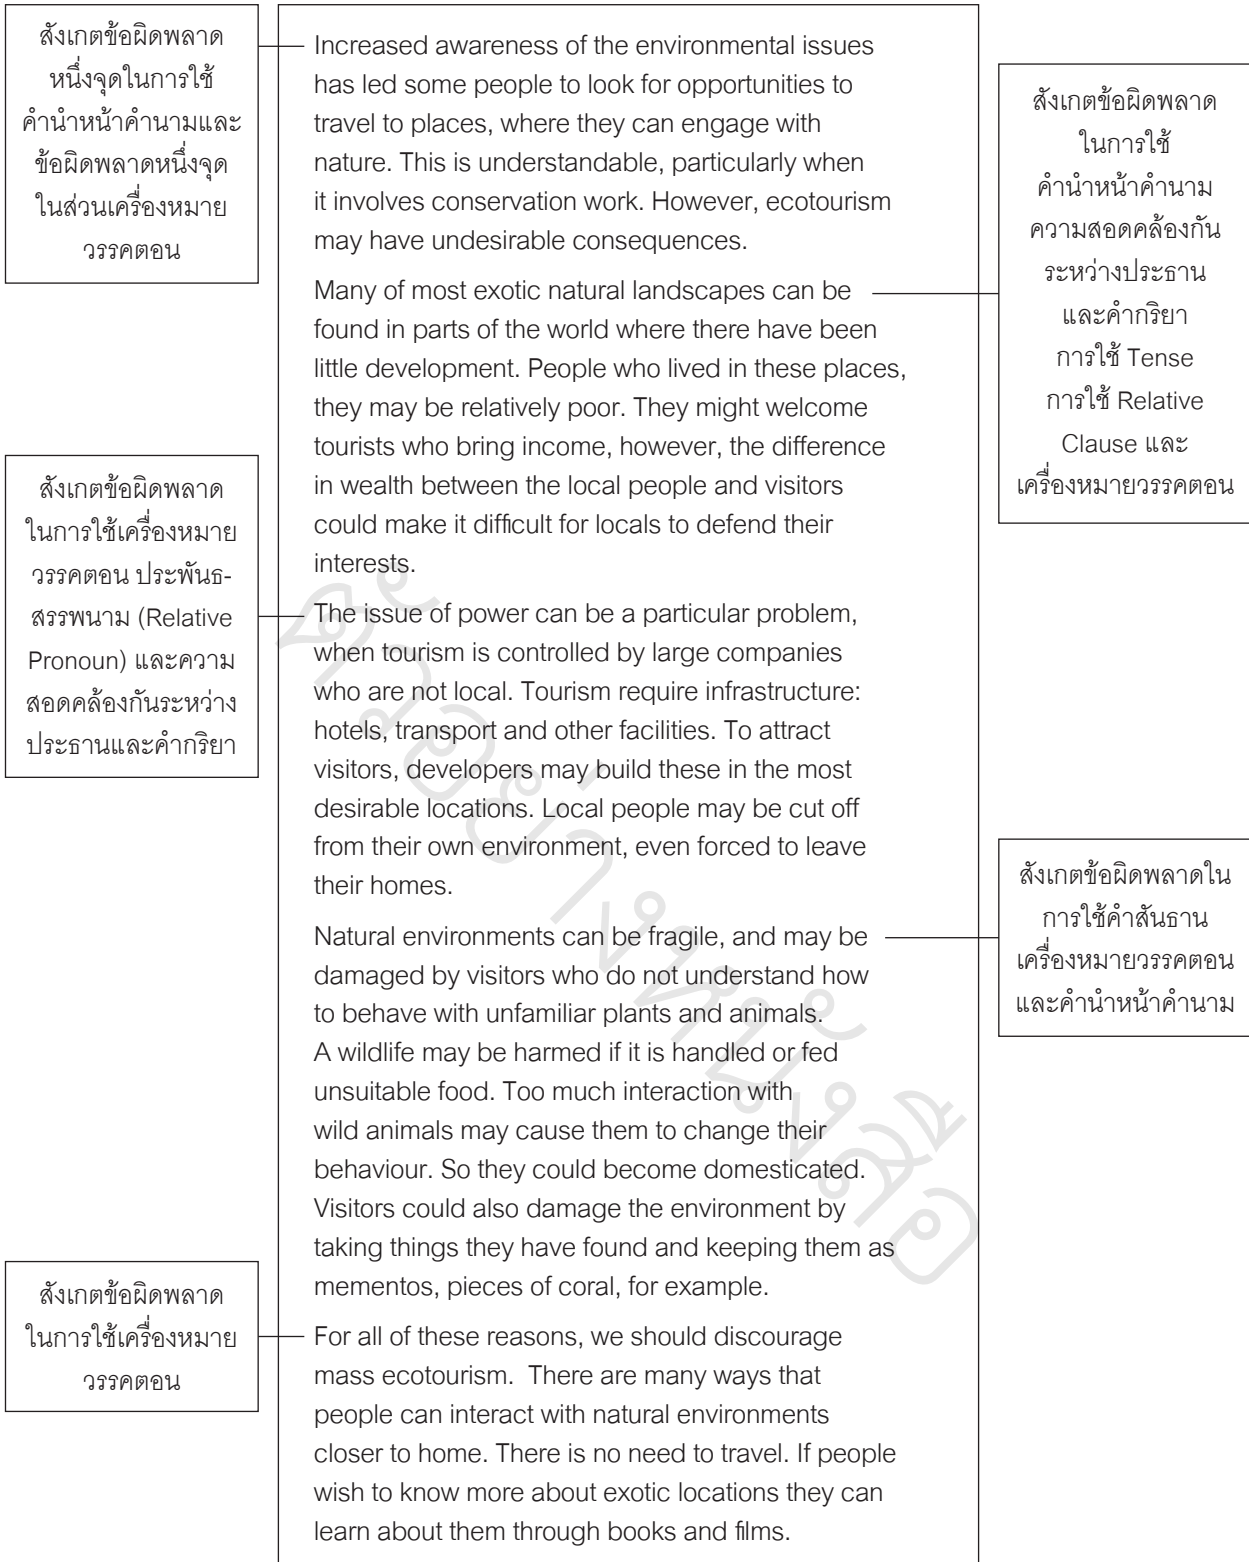 สังเกตข้อผิดพลาด
หนึ่งจุดในการใช้
คำนำหน้าคำนามและ
ข้อผิดพลาดหนึ่งจุด
ในส่วนเครื่องหมาย
วรรคตอน
Increased awareness of the environmental issues
has led some people to look for opportunities to
travel to places, where they can engage with
nature. This is understandable, particularly when
it involves conservation work. However, ecotourism
may have undesirable consequences.
สังเกตข้อผิดพลาด
ในการใช้
คำนำหน้าคำนาม
ความสอดคล้องกัน
ระหว่างประธาน
และคำกริยา
การใช้ Tense
การใช้ Relative
Clause และ
เครื่องหมายวรรคตอน
Many of most exotic natural landscapes can be
found in parts of the world where there have been
little development. People who lived in these places,
they may be relatively poor. They might welcome
tourists who bring income, however, the difference
in wealth between the local people and visitors
could make it difficult for locals to defend their
interests.
สังเกตข้อผิดพลาด
ในการใช้เครื่องหมาย
วรรคตอน ประพันธ-
สรรพนาม (Relative
Pronoun) และความ
สอดคล้องกันระหว่าง
ประธานและคำกริยา
The issue of power can be a particular problem,
when tourism is controlled by large companies
who are not local. Tourism require infrastructure:
hotels, transport and other facilities. To attract
visitors, developers may build these in the most
desirable locations. Local people may be cut off
from their own environment, even forced to leave
their homes.
สังเกตข้อผิดพลาดใน
การใช้คำสันธาน
เครื่องหมายวรรคตอน
และคำนำหน้าคำนาม
Natural environments can be fragile, and may be
damaged by visitors who do not understand how
to behave with unfamiliar plants and animals.
A wildlife may be harmed if it is handled or fed
unsuitable food. Too much interaction with
wild animals may cause them to change their
behaviour. So they could become domesticated.
Visitors could also damage the environment by
taking things they have found and keeping them as
mementos, pieces of coral, for example.
สังเกตข้อผิดพลาด
ในการใช้เครื่องหมาย
วรรคตอน
For all of these reasons, we should discourage
mass ecotourism.  There are many ways that
people can interact with natural environments
closer to home. There is no need to travel. If people
wish to know more about exotic locations they can
learn about them through books and films.
ตัวอย่างหนังสือ